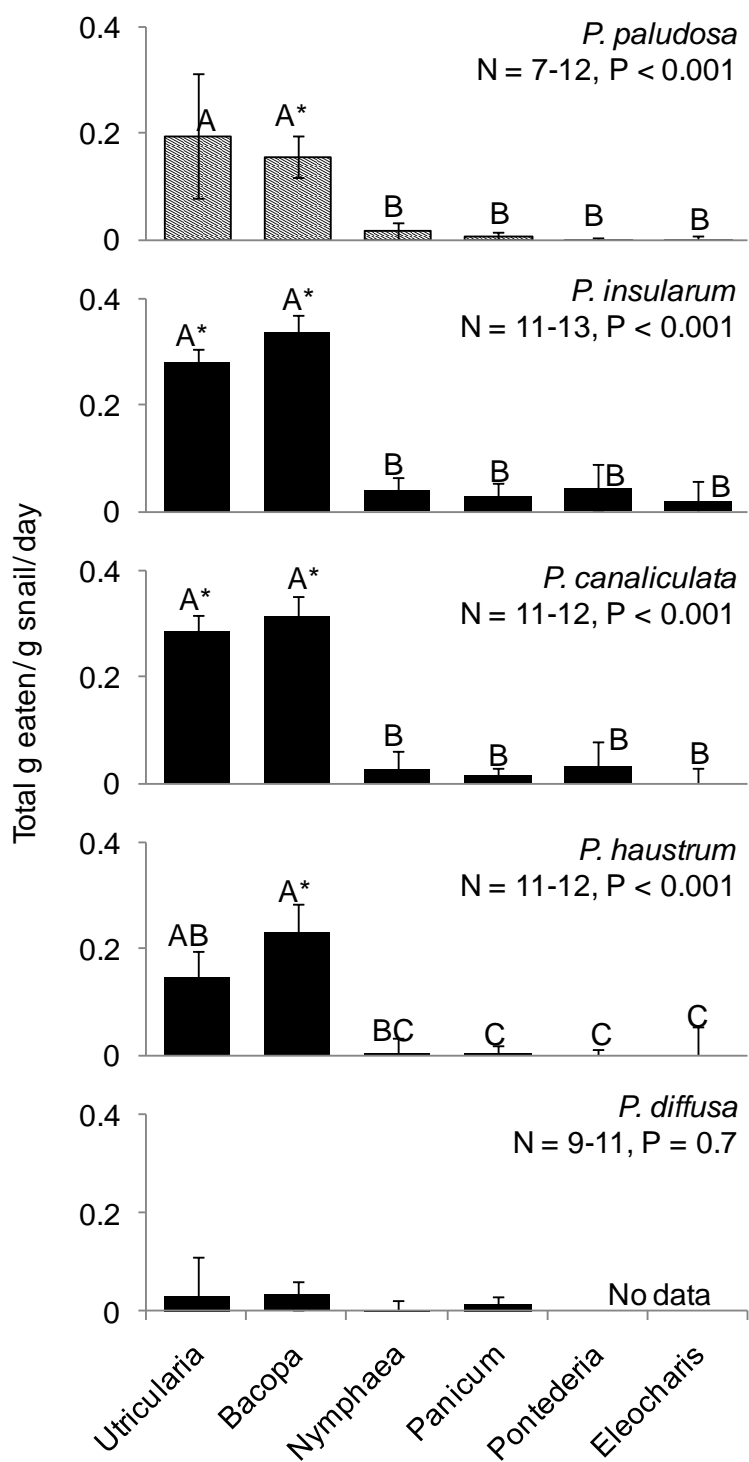 Total g eaten/ g snail/day
0.4
0.2
0
P. paludosa
N = 7-12, P < 0.001
A
A*
B
B
B
B
0.4
0.2
0
P. insularum
N = 11-13, P < 0.001
A*
A*
B
B
B
B
0.4
0.2
0
P. canaliculata
N = 11-12, P < 0.001
A*
A*
B
B
B
B
0.4
0.2
0
P. haustrum
N = 11-12, P < 0.001
AB
A*
BC
C
C
C
0.4
0.2
0
P. diffusa
N = 9-11, P = 0.7
No data
Utricularia
Bacopa
Nymphaea
Panicum
Pontederia
Eleocharis